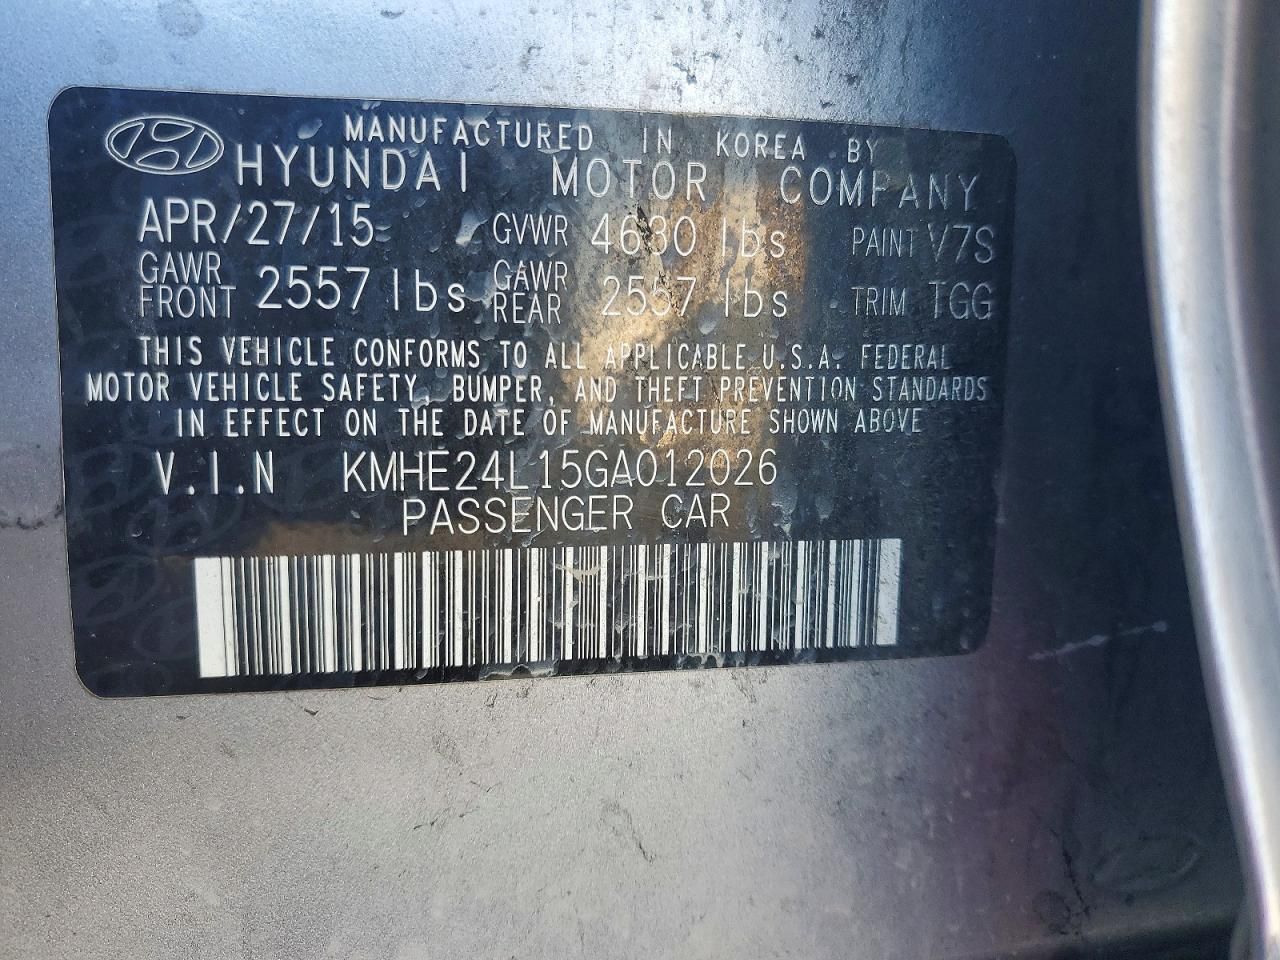 MANUFACTURED IN KOREA BY
HYUNDAI MOTOR COMPANY
APR/27/15 GVWR 4630 lbs PAINT V7S
GAWR FRONT 2557 lbs GAWR REAR 2557 lbs TRIM TGG
THIS VEHICLE CONFORMS TO ALL APPLICABLE U.S.A. FEDERAL
MOTOR VEHICLE SAFETY, BUMPER, AND THEFT PREVENTION STANDARDS
IN EFFECT ON THE DATE OF MANUFACTURE SHOWN ABOVE
V.I.N KMHE24L15GA012026
PASSENGER CAR